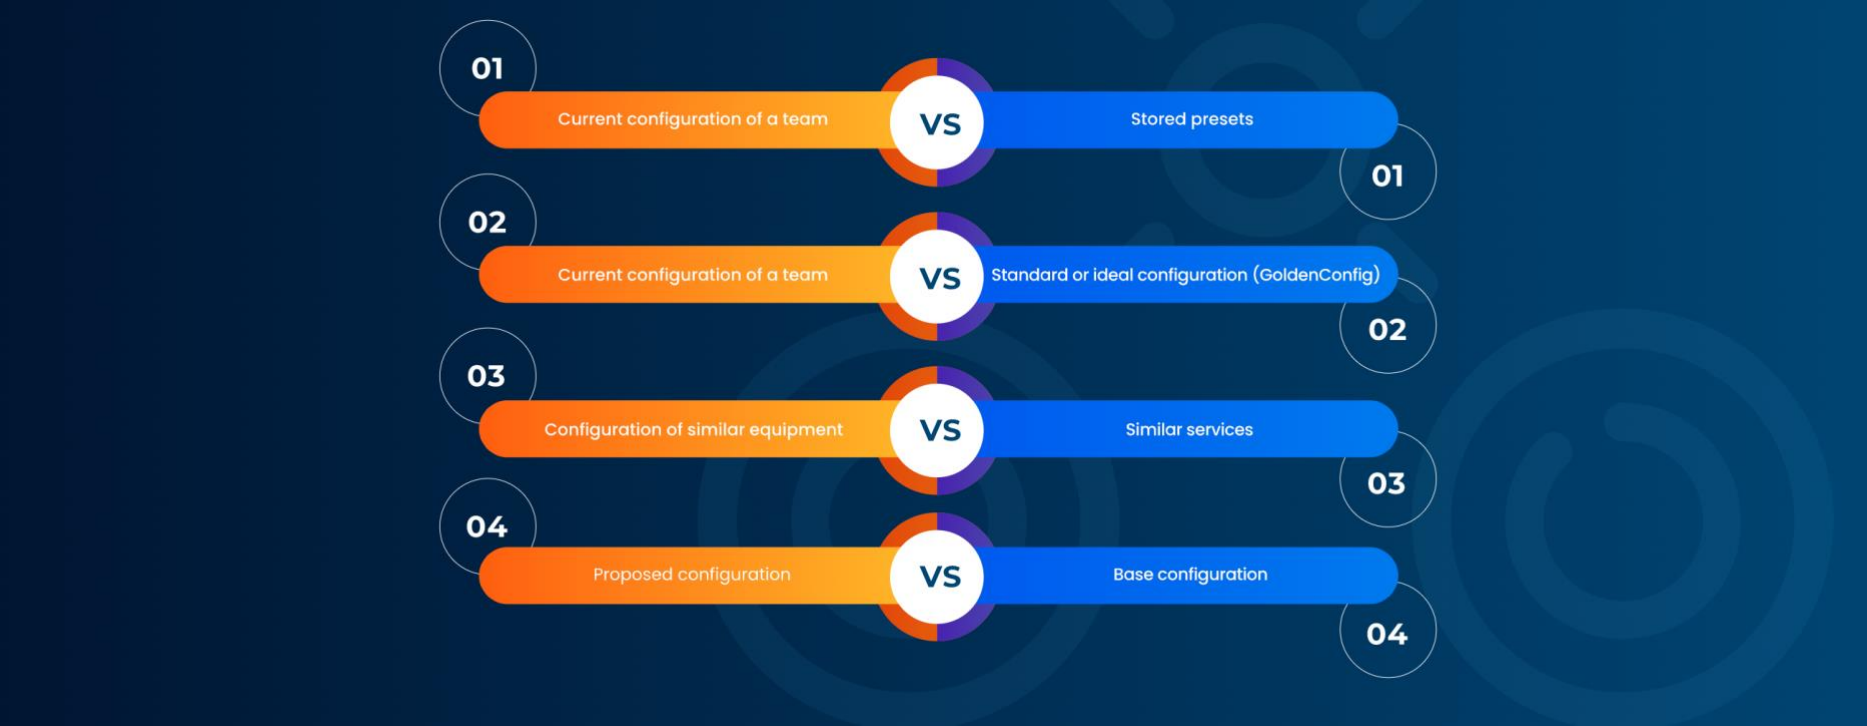 01
Current configuration of a team
VS
Stored presets
01
02
Current configuration of a team
VS
Standard or ideal configuration (GoldenConfig)
02
03
Configuration of similar equipment
VS
Similar services
03
04
Proposed configuration
VS
Base configuration
04